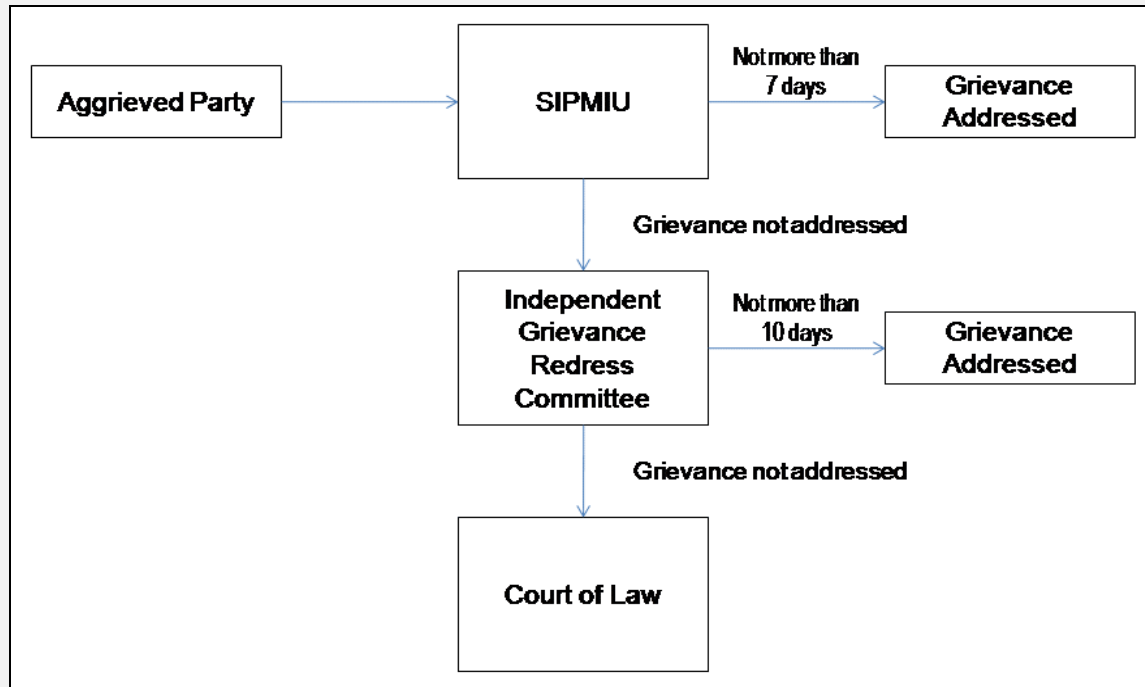 Aggrieved Party
SIPMIU
Not more than
7 days
Grievance
Addressed
Grievance not addressed
Independent
Grievance
Redress
Committee
Not more than
10 days
Grievance
Addressed
Grievance not addressed
Court of Law